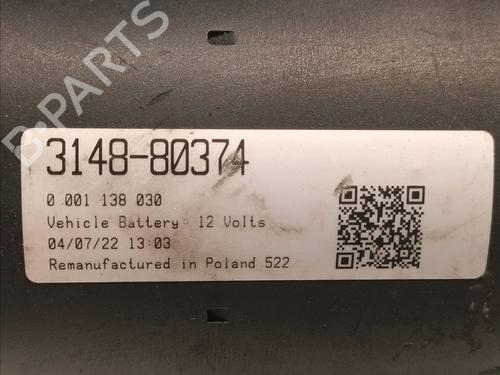 B-PARTS
3148-80374
0 001 138 030
Vehicle Battery: 12 Volts
04/07/22 13:03
Remanufactured in Poland 522